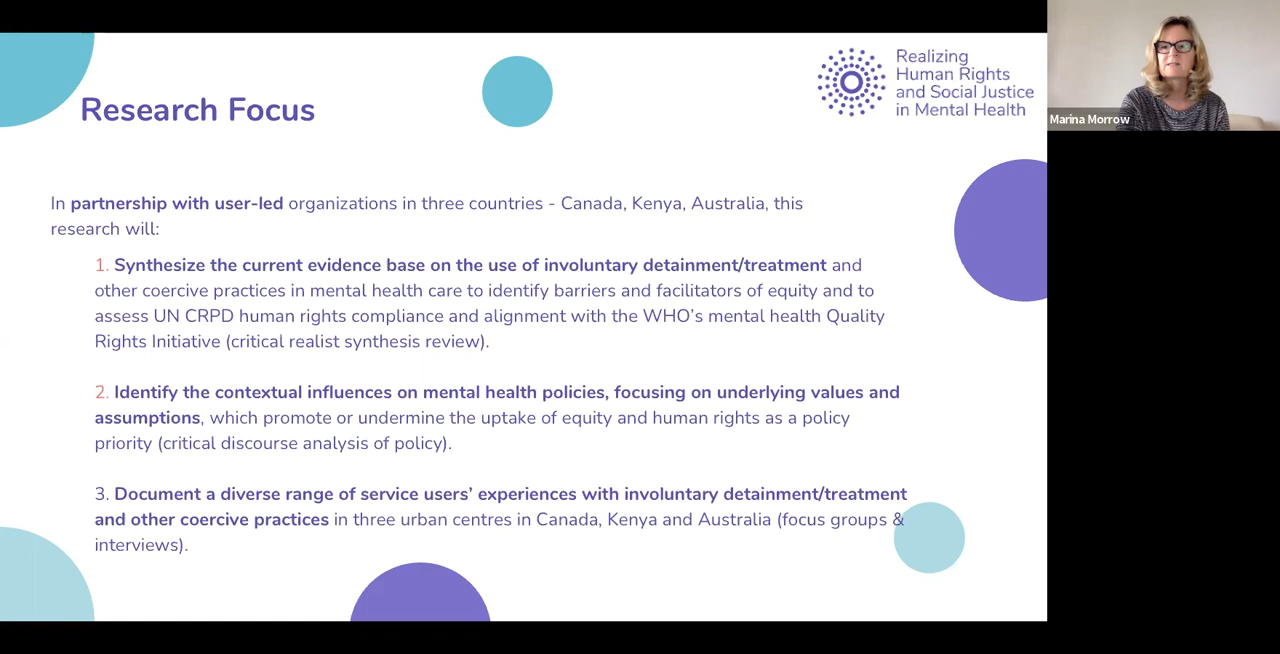 Research Focus
Realizing
Human Rights
and Social Justice
in Mental Health
Marina Morrow
In partnership with user-led organizations in three countries - Canada, Kenya, Australia, this
research will:
1. Synthesize the current evidence base on the use of involuntary detainment/treatment and
other coercive practices in mental health care to identify barriers and facilitators of equity and to
assess UN CRPD human rights compliance and alignment with the WHO’s mental health Quality
Rights Initiative (critical realist synthesis review).
2. Identify the contextual influences on mental health policies, focusing on underlying values and
assumptions, which promote or undermine the uptake of equity and human rights as a policy
priority (critical discourse analysis of policy).
3. Document a diverse range of service users’ experiences with involuntary detainment/treatment
and other coercive practices in three urban centres in Canada, Kenya and Australia (focus groups &
interviews).